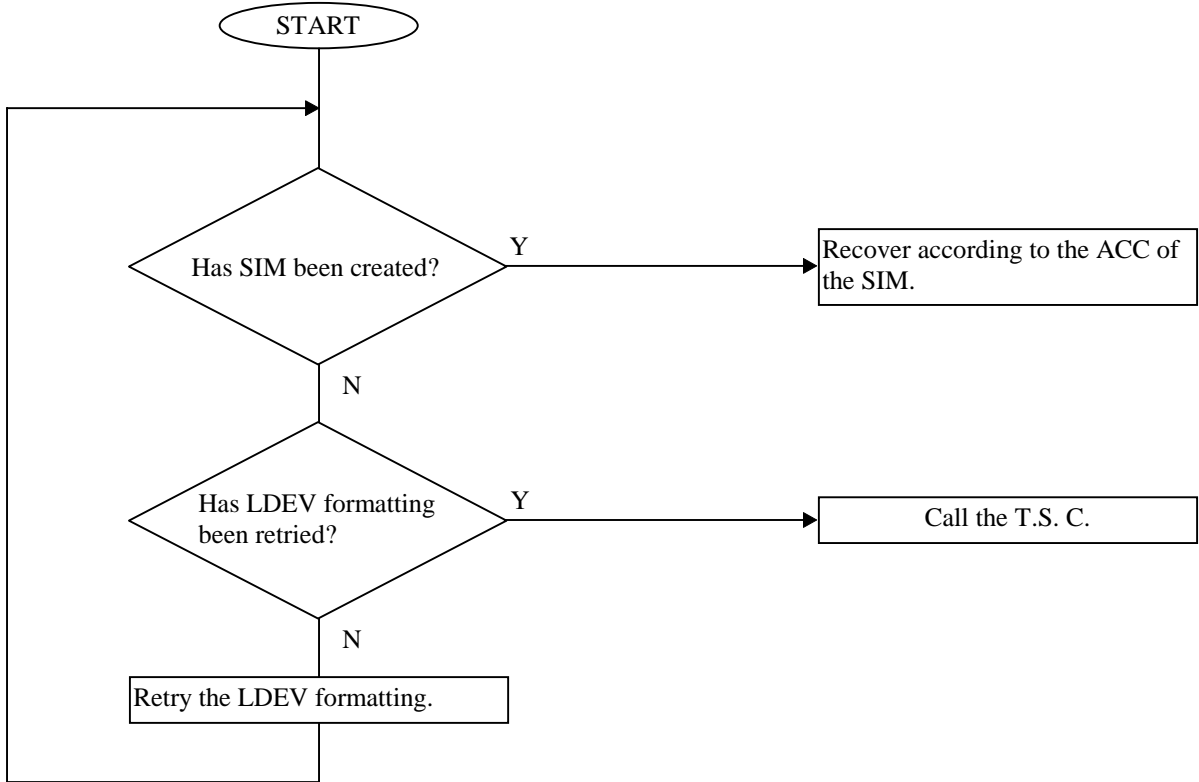 START
Has SIM been created?
Y
Recover according to the ACC of
the SIM.
N
Has LDEV formatting
been retried?
Y
Call the T.S. C.
N
Retry the LDEV formatting.